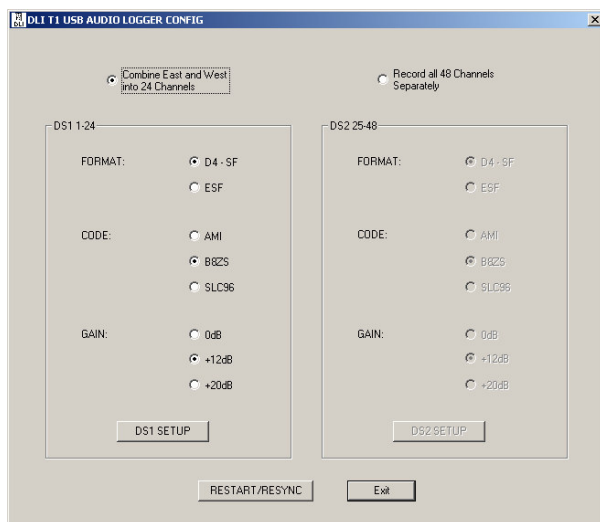 DLI
DLI T1 USB AUDIO LOGGER CONFIG
Combine East and West
into 24 Channels
Record all 48 Channels
Separately
DS1 1-24
FORMAT:
D4 - SF
ESF
CODE:
AMI
B8ZS
SLC96
GAIN:
0dB
+12dB
+20dB
DS1 SETUP
DS2 25-48
FORMAT:
D4 - SF
ESF
CODE:
AMI
B8ZS
SLC96
GAIN:
0dB
+12dB
+20dB
DS2 SETUP
RESTART/RESYNC
Exit